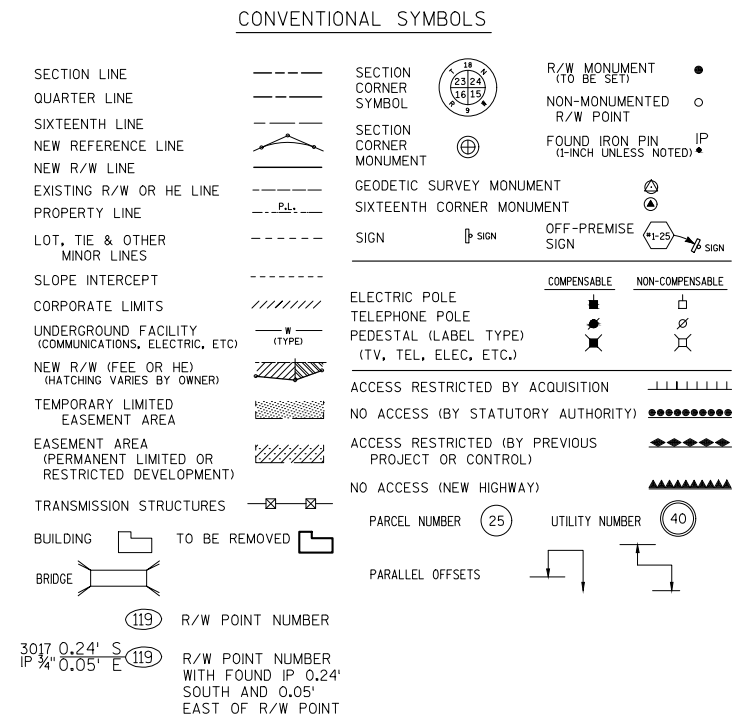 CONVENTIONAL SYMBOLS
SECTION LINE
QUARTER LINE
SIXTEENTH LINE
NEW REFERENCE LINE
NEW R/W LINE
EXISTING R/W OR HE LINE
PROPERTY LINE
P.L.
LOT, TIE & OTHER
MINOR LINES
SLOPE INTERCEPT
CORPORATE LIMITS
UNDERGROUND FACILITY
(COMMUNICATIONS, ELECTRIC, ETC)
W
(TYPE)
NEW R/W (FEE OR HE)
(HATCHING VARIES BY OWNER)
TEMPORARY LIMITED
EASEMENT AREA
EASEMENT AREA
(PERMANENT LIMITED OR
RESTRICTED DEVELOPMENT)
TRANSMISSION STRUCTURES
BUILDING
TO BE REMOVED
BRIDGE
119
R/W POINT NUMBER
3017 0.24' S
IP 3/4" 0.05' E
119
R/W POINT NUMBER
WITH FOUND IP 0.24'
SOUTH AND 0.05'
EAST OF R/W POINT
SECTION
CORNER
SYMBOL
T 18 N
23 24
16 15
R 9 W
SECTION
CORNER
MONUMENT
R/W MONUMENT
(TO BE SET)
NON-MONUMENTED
R/W POINT
FOUND IRON PIN
(1-INCH UNLESS NOTED)
IP
GEODETIC SURVEY MONUMENT
SIXTEENTH CORNER MONUMENT
SIGN
SIGN
OFF-PREMISE
SIGN
#1-25
SIGN
COMPENSABLE
NON-COMPENSABLE
ELECTRIC POLE
TELEPHONE POLE
PEDESTAL (LABEL TYPE)
(TV, TEL, ELEC, ETC.)
ACCESS RESTRICTED BY ACQUISITION
NO ACCESS (BY STATUTORY AUTHORITY)
ACCESS RESTRICTED (BY PREVIOUS
PROJECT OR CONTROL)
NO ACCESS (NEW HIGHWAY)
PARCEL NUMBER
25
UTILITY NUMBER
40
PARALLEL OFFSETS